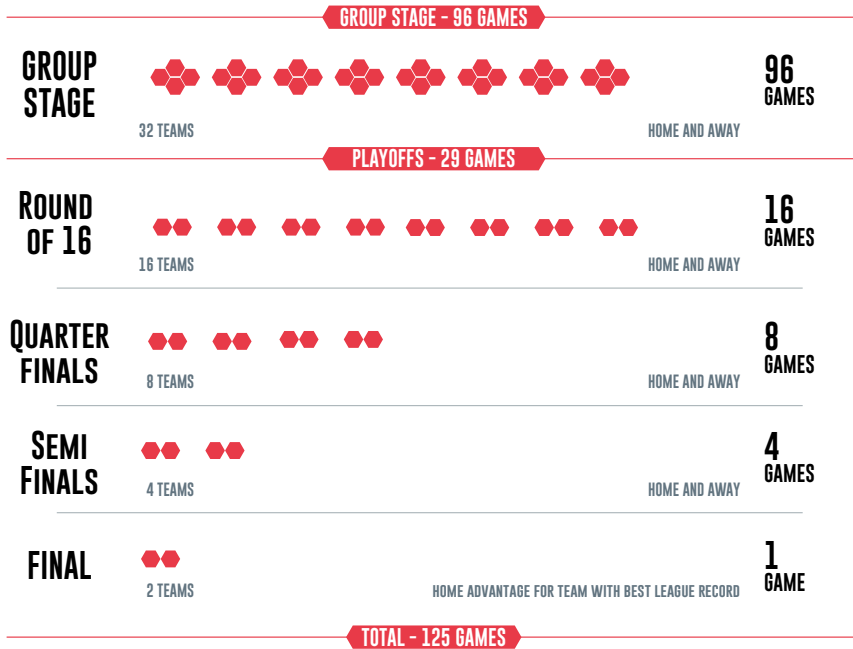 GROUP STAGE - 96 GAMES
GROUP
STAGE
96
GAMES
32 TEAMS
HOME AND AWAY
PLAYOFFS - 29 GAMES
ROUND
OF 16
16
GAMES
16 TEAMS
HOME AND AWAY
QUARTER
FINALS
8
GAMES
8 TEAMS
HOME AND AWAY
SEMI
FINALS
4
GAMES
4 TEAMS
HOME AND AWAY
FINAL
1
GAME
2 TEAMS
HOME ADVANTAGE FOR TEAM WITH BEST LEAGUE RECORD
TOTAL - 125 GAMES